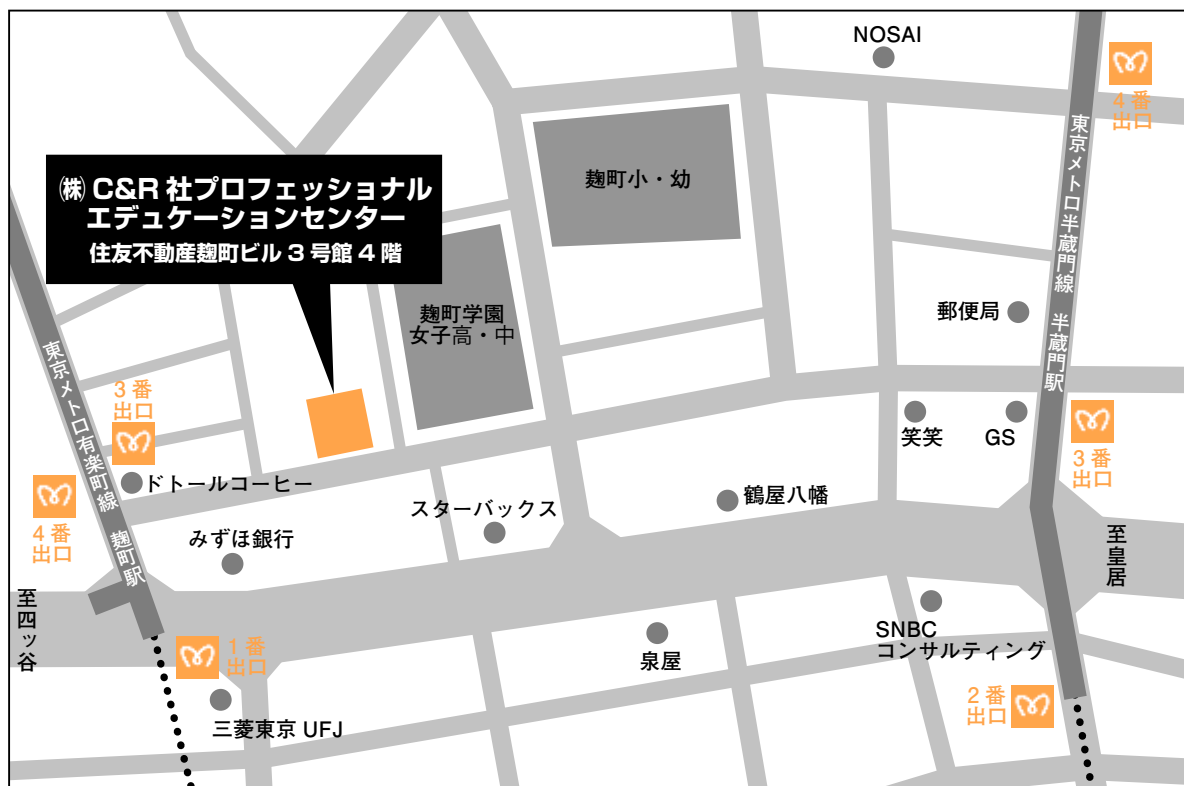 NOSAI
4番
出口
東京メトロ半蔵門線 半蔵門駅
㈱C&R社プロフェッショナル
エデュケーションセンター
住友不動産麹町ビル3号館4階
麹町小・幼
麹町学園
女子高・中
郵便局
東京メトロ有楽町線 麹町駅
3番
出口
笑笑
GS
3番
出口
ドトールコーヒー
4番
出口
スターバックス
鶴屋八幡
みずほ銀行
至皇居
至四ッ谷
1番
出口
泉屋
SNBC
コンサルティング
2番
出口
三菱東京UFJ